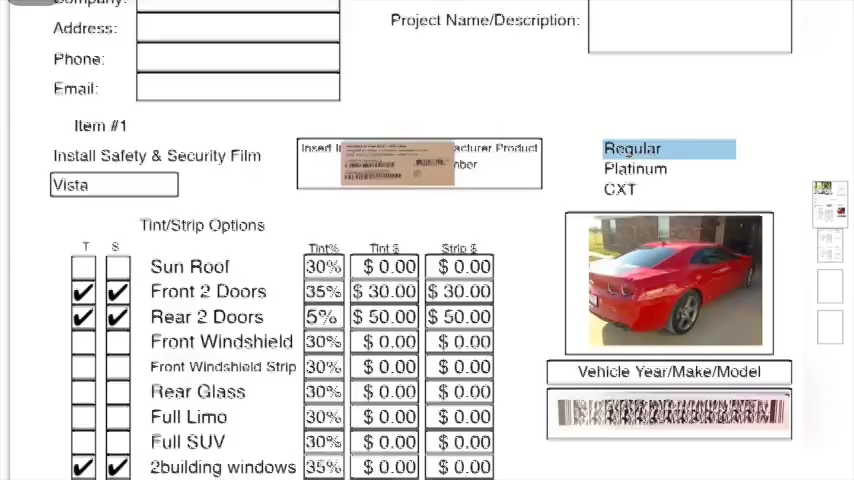 Company:
Address:
Project Name/Description:
Phone:
Email:
Item #1
Install Safety & Security Film
Vista
Insert
Product
Regular
Platinum
CXT
Tint/Strip Options
T S Tint% Tint $ Strip $
Sun Roof 30% $ 0.00 $ 0.00
✓ ✓ Front 2 Doors 35% $ 30.00 $ 30.00
✓ ✓ Rear 2 Doors 5% $ 50.00 $ 50.00
Front Windshield 30% $ 0.00 $ 0.00
Front Windshield Strip 30% $ 0.00 $ 0.00
Rear Glass 30% $ 0.00 $ 0.00
Full Limo 30% $ 0.00 $ 0.00
Full SUV 30% $ 0.00 $ 0.00
✓ ✓ 2building windows 35% $ 0.00 $ 0.00
Vehicle Year/Make/Model